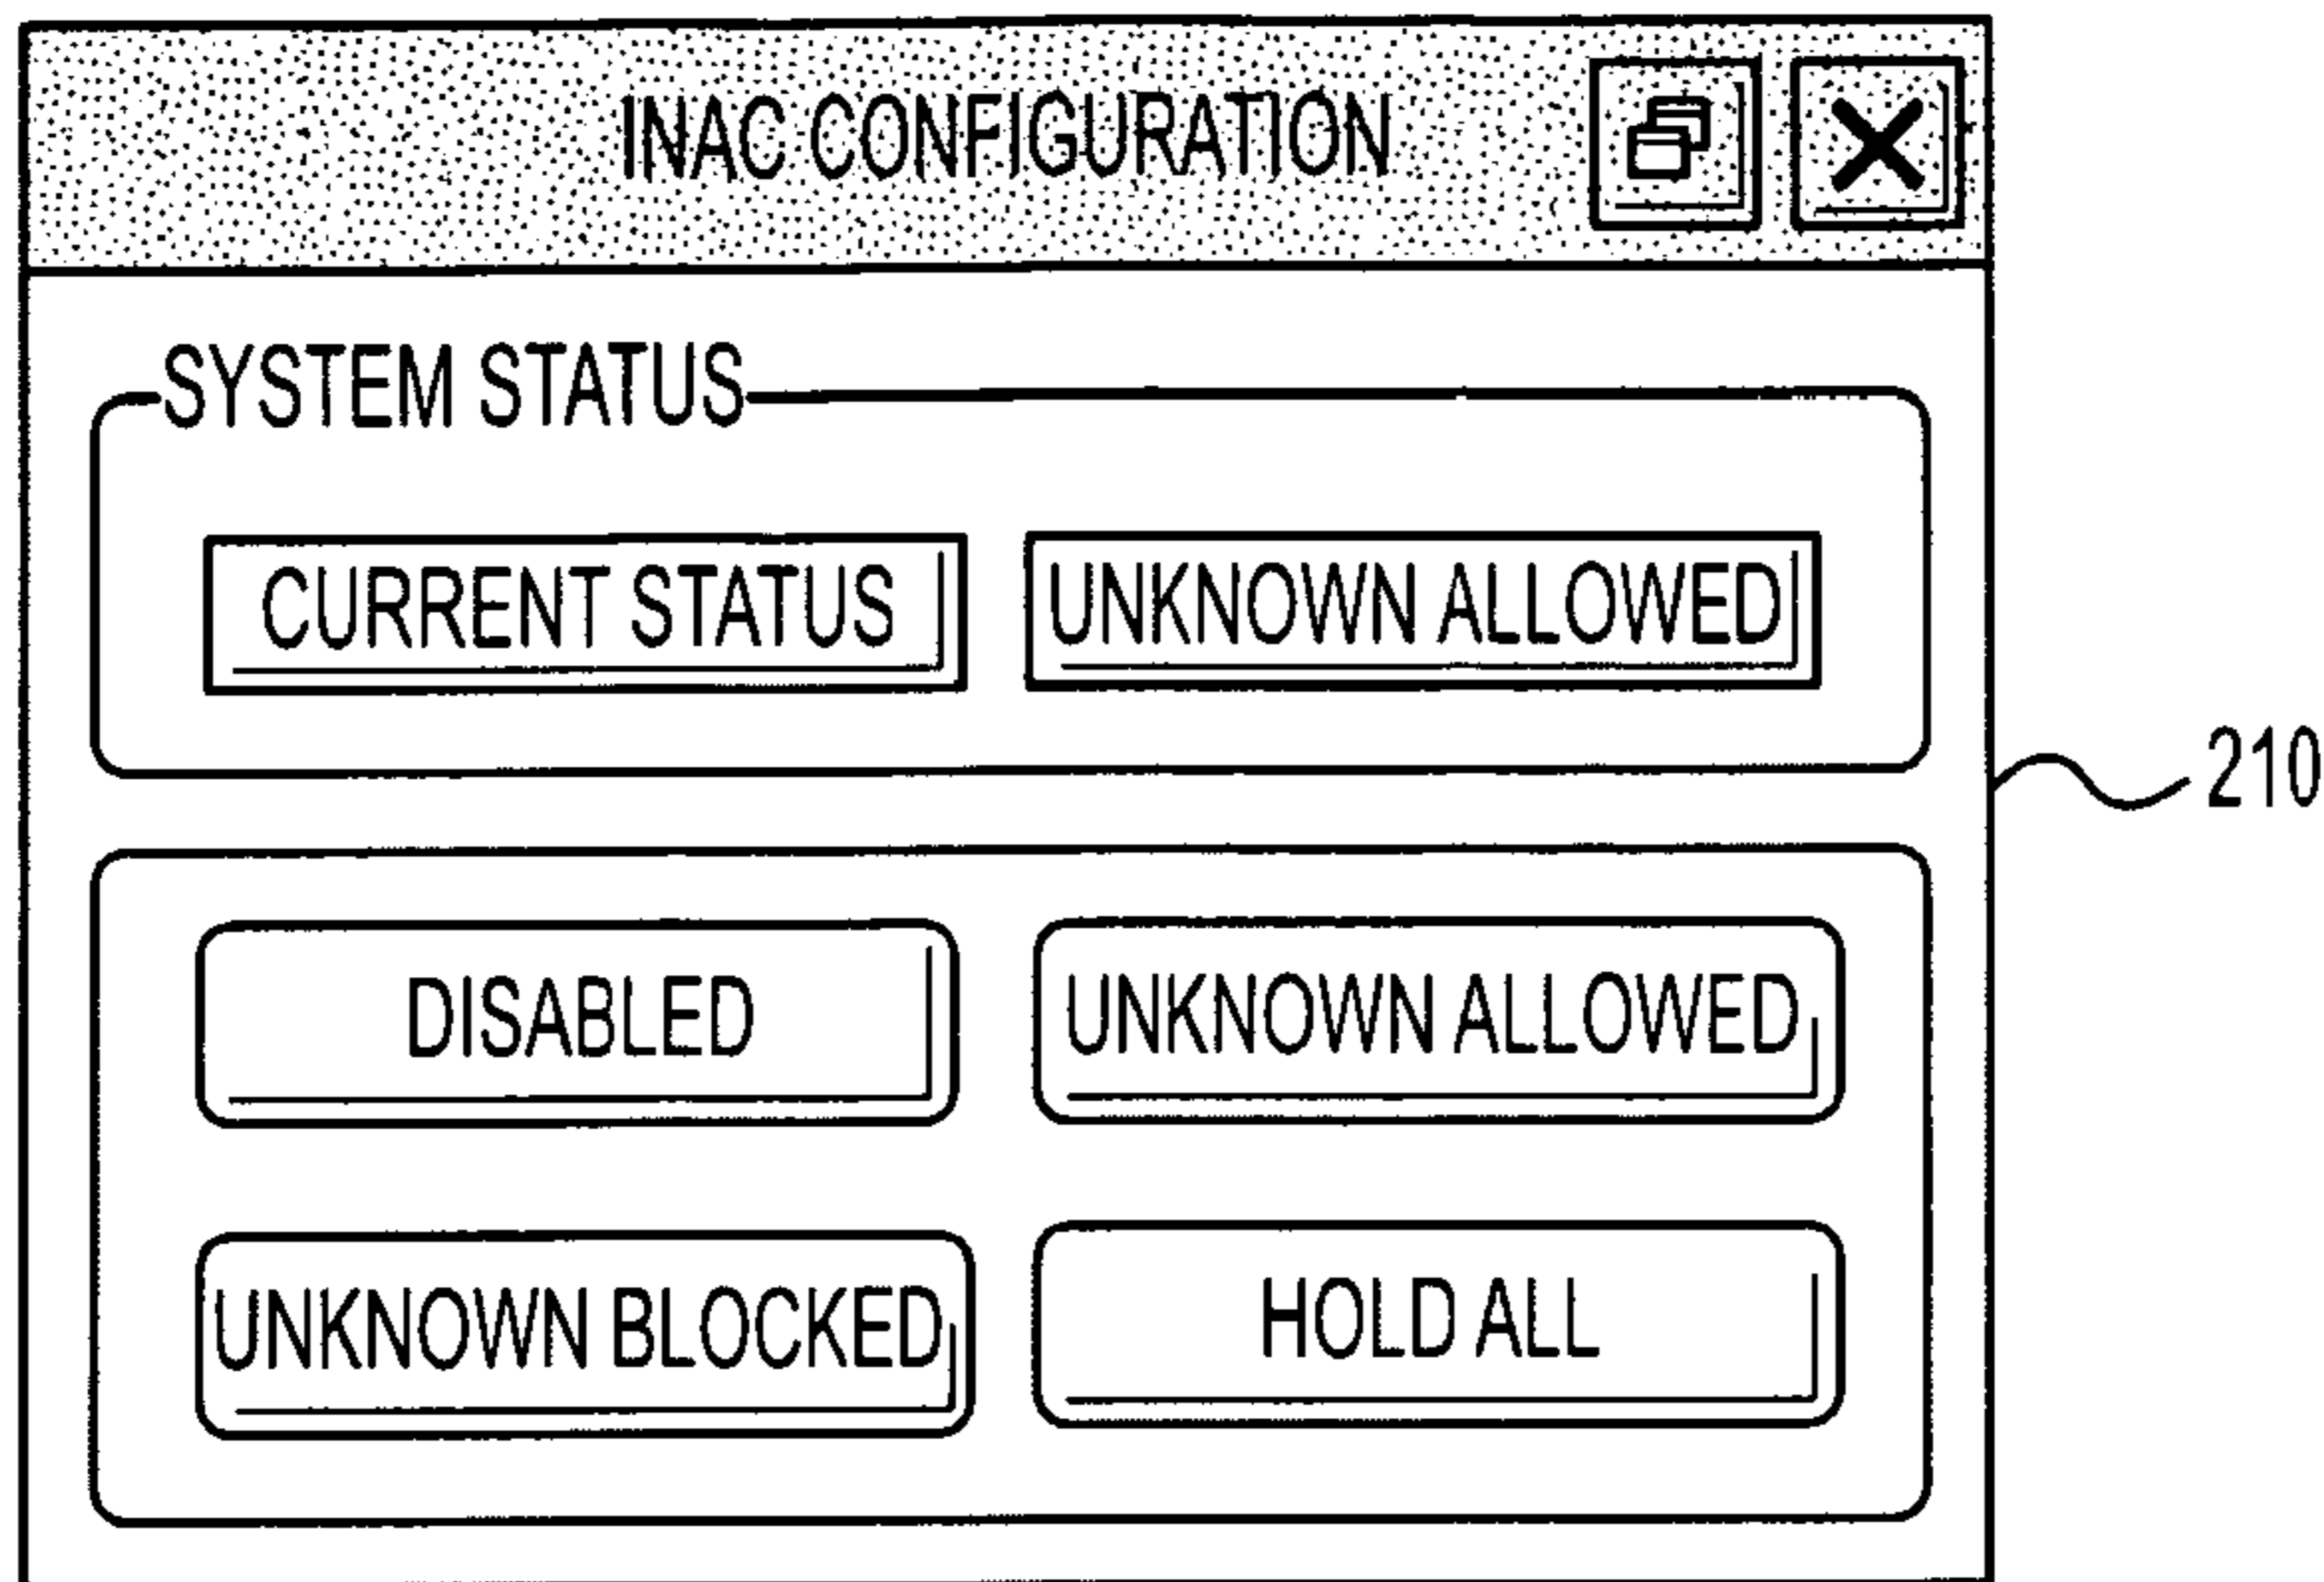 INAC CONFIGURATION
SYSTEM STATUS
CURRENT STATUS UNKNOWN ALLOWED
210
DISABLED UNKNOWN ALLOWED
UNKNOWN BLOCKED HOLD ALL